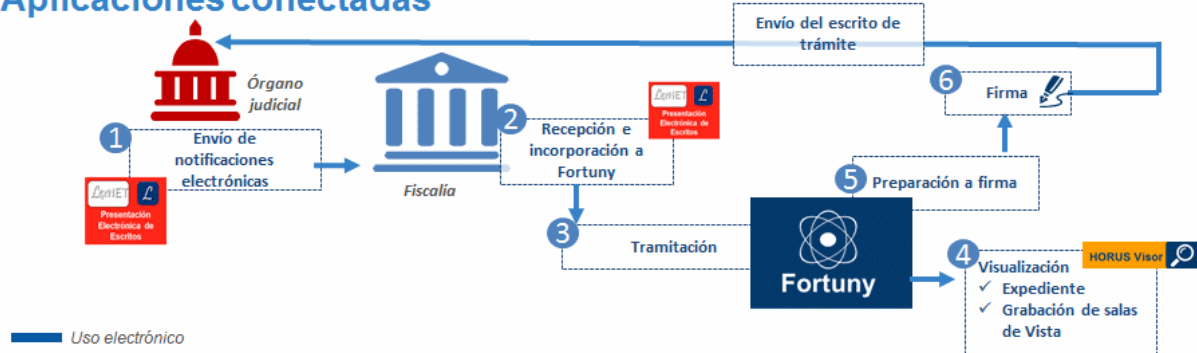 Aplicaciones conectadas
Envío del escrito de
trámite
Órgano
judicial
6
Firma
LexNET L
Presentación
Electrónica de
Escritos
2
Recepción e
incorporación a
Fortuny
1
Envío de
notificaciones
electrónicas
Fiscalía
LexNET L
Presentación
Electrónica de
Escritos
5
Preparación a firma
3
Tramitación
Fortuny
4
HORUS Visor
Visualización
✓ Expediente
✓ Grabación de salas
de Vista
Uso electrónico